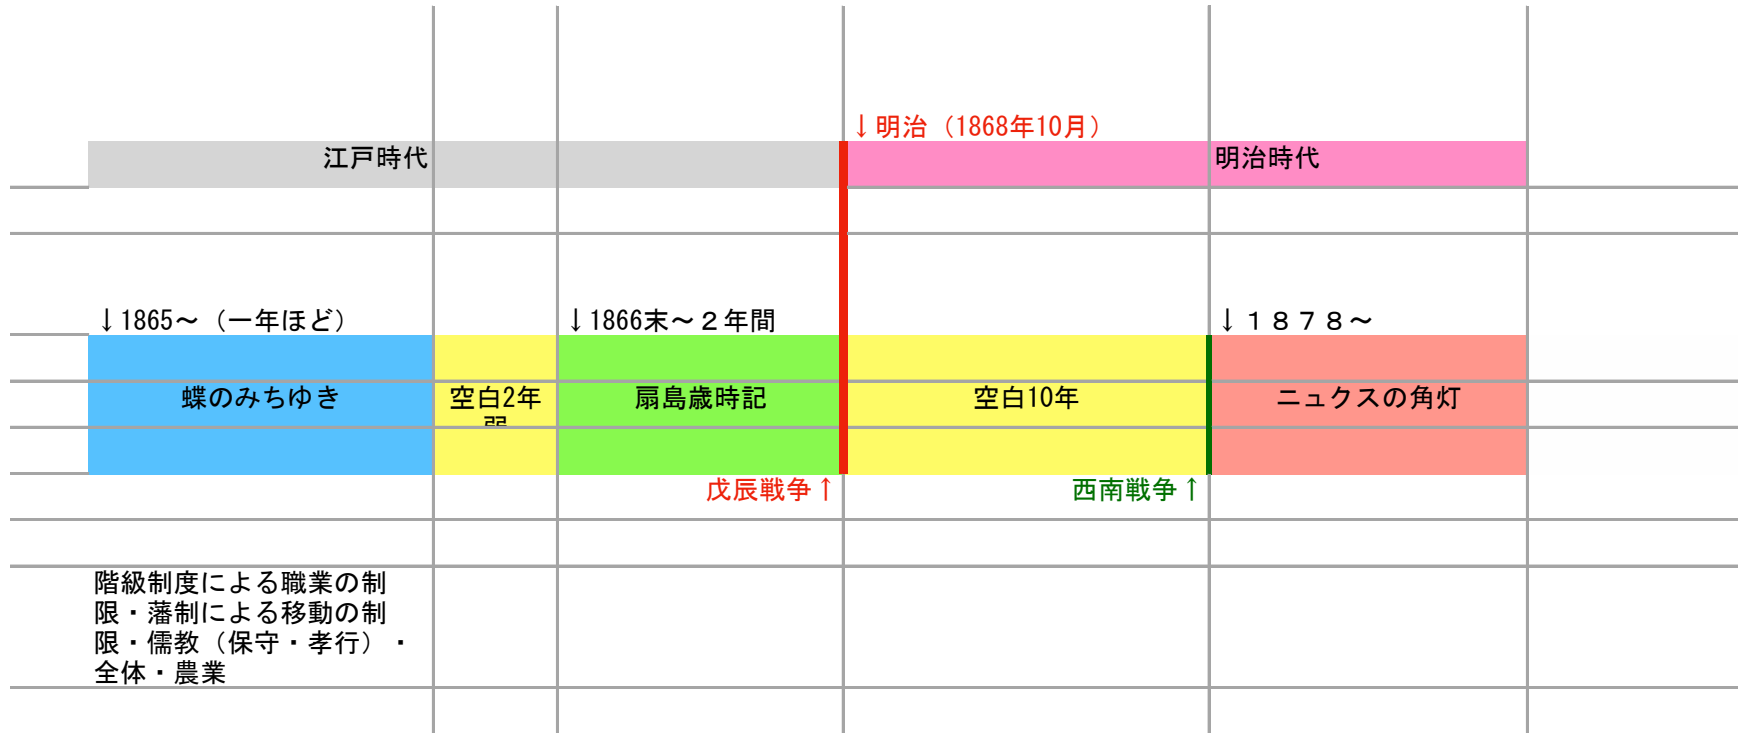 ↓明治（1868年10月）
江戸時代
明治時代
↓1865〜（一年ほど）
↓1866末〜２年間
↓１８７８〜
蝶のみちゆき
空白2年
弱
扇島歳時記
空白10年
ニュクスの角灯
戊辰戦争↑
西南戦争↑
階級制度による職業の制
限・藩制による移動の制
限・儒教（保守・孝行）・
全体・農業